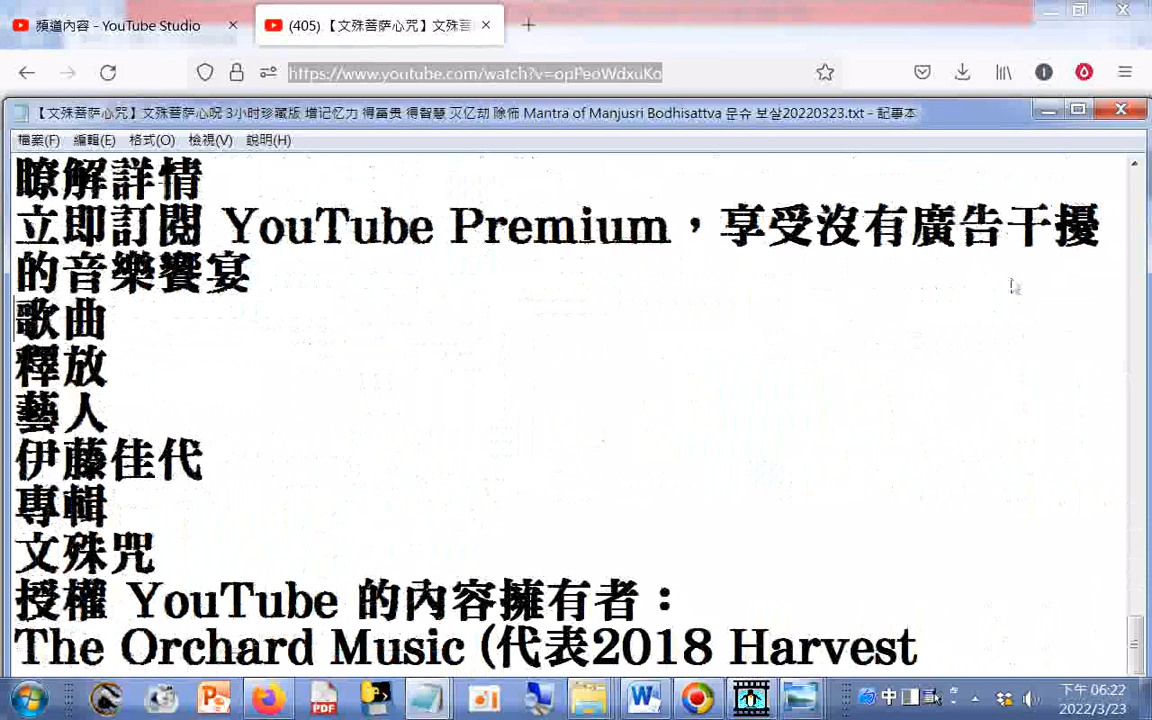 頻道內容 - YouTube Studio
(405) 【文殊菩萨心咒】文殊菩
https://www.youtube.com/watch?v=opPeoWdxuKo
【文殊菩萨心咒】文殊菩萨心呪 3小时珍藏版 增记忆力 得富贵 得智慧 灭亿劫 除怖 Mantra of Manjusri Bodhisattva 문슈 보살20220323.txt - 記事本
檔案(F) 編輯(E) 格式(O) 檢視(V) 說明(H)
瞭解詳情
立即訂閱 YouTube Premium，享受沒有廣告干擾
的音樂饗宴
歌曲
釋放
藝人
伊藤佳代
專輯
文殊咒
授權 YouTube 的內容擁有者：
The Orchard Music (代表2018 Harvest
中
下午 06:22
2022/3/23